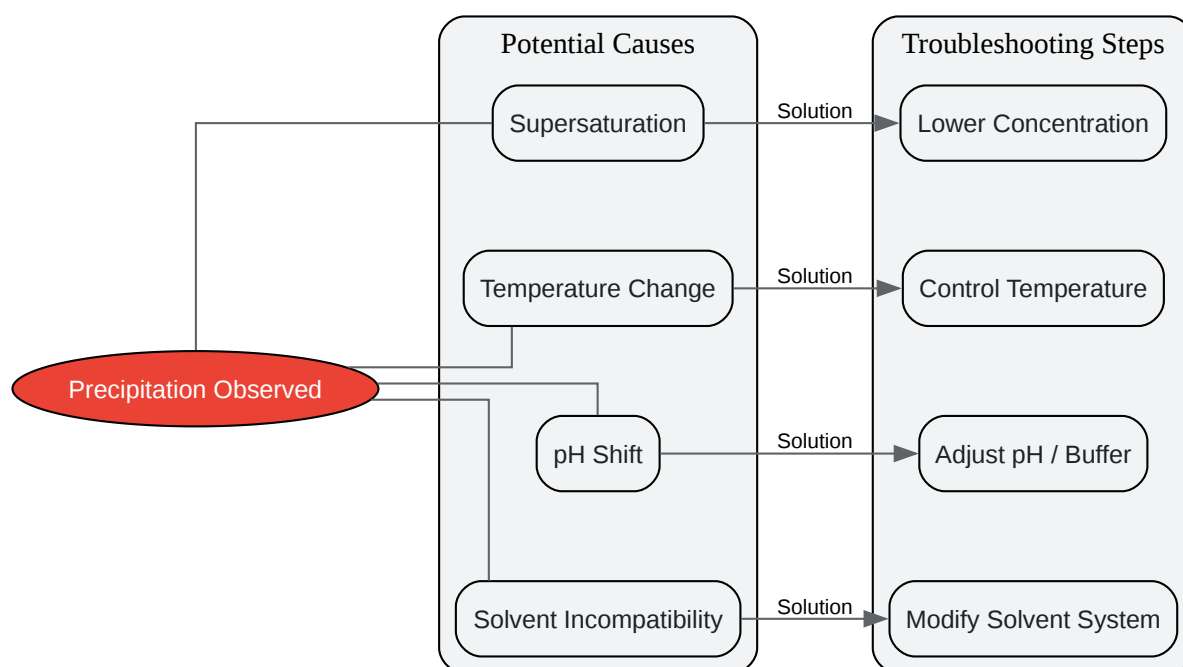 Potential Causes
Troubleshooting Steps
Supersaturation
Solution
Lower Concentration
Temperature Change
Solution
Control Temperature
Precipitation Observed
pH Shift
Solution
Adjust pH / Buffer
Solvent Incompatibility
Solution
Modify Solvent System